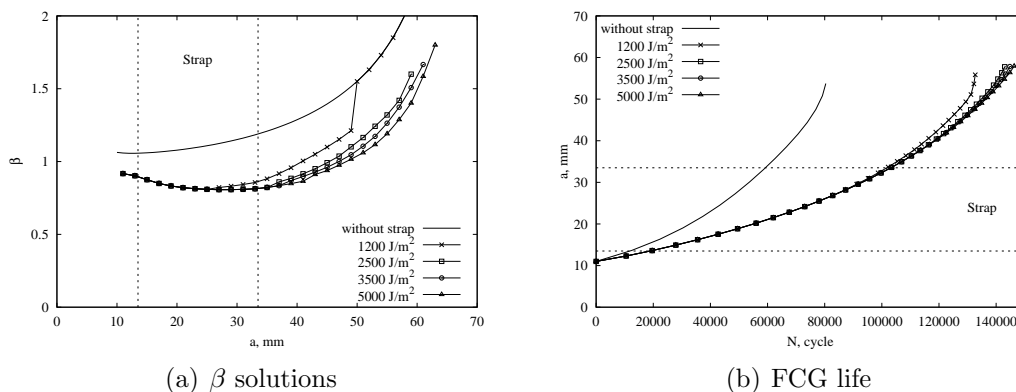 2
1.5
1
0.5
0
0
10
20
30
40
50
60
70
β
a, mm
Strap
without strap
1200 J/m²
2500 J/m²
3500 J/m²
5000 J/m²
(a) β solutions
70
60
50
40
30
20
10
0
0
20000
40000
60000
80000
100000
120000
140000
a, mm
N, cycle
without strap
1200 J/m²
2500 J/m²
3500 J/m²
5000 J/m²
Strap
(b) FCG life